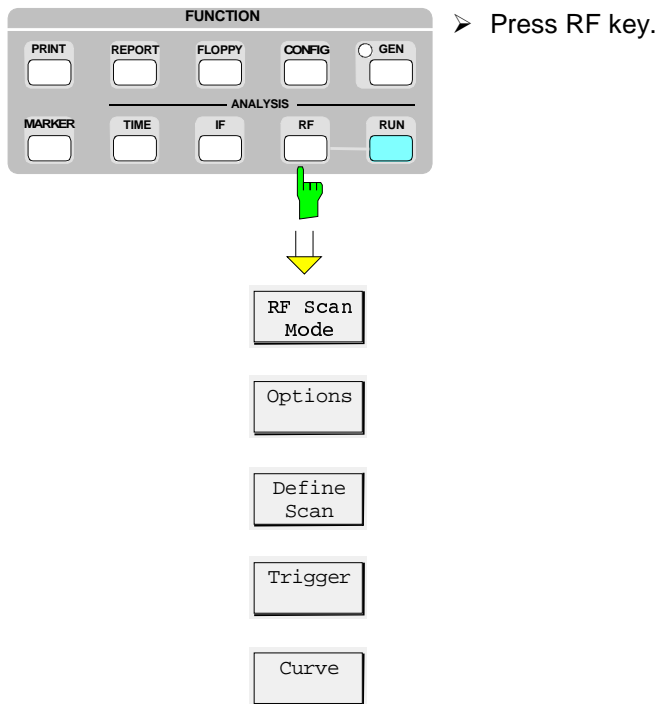 FUNCTION
PRINT REPORT FLOPPY CONFIG GEN
ANALYSIS
MARKER TIME IF RF RUN
➢ Press RF key.
RF Scan
Mode
Options
Define
Scan
Trigger
Curve